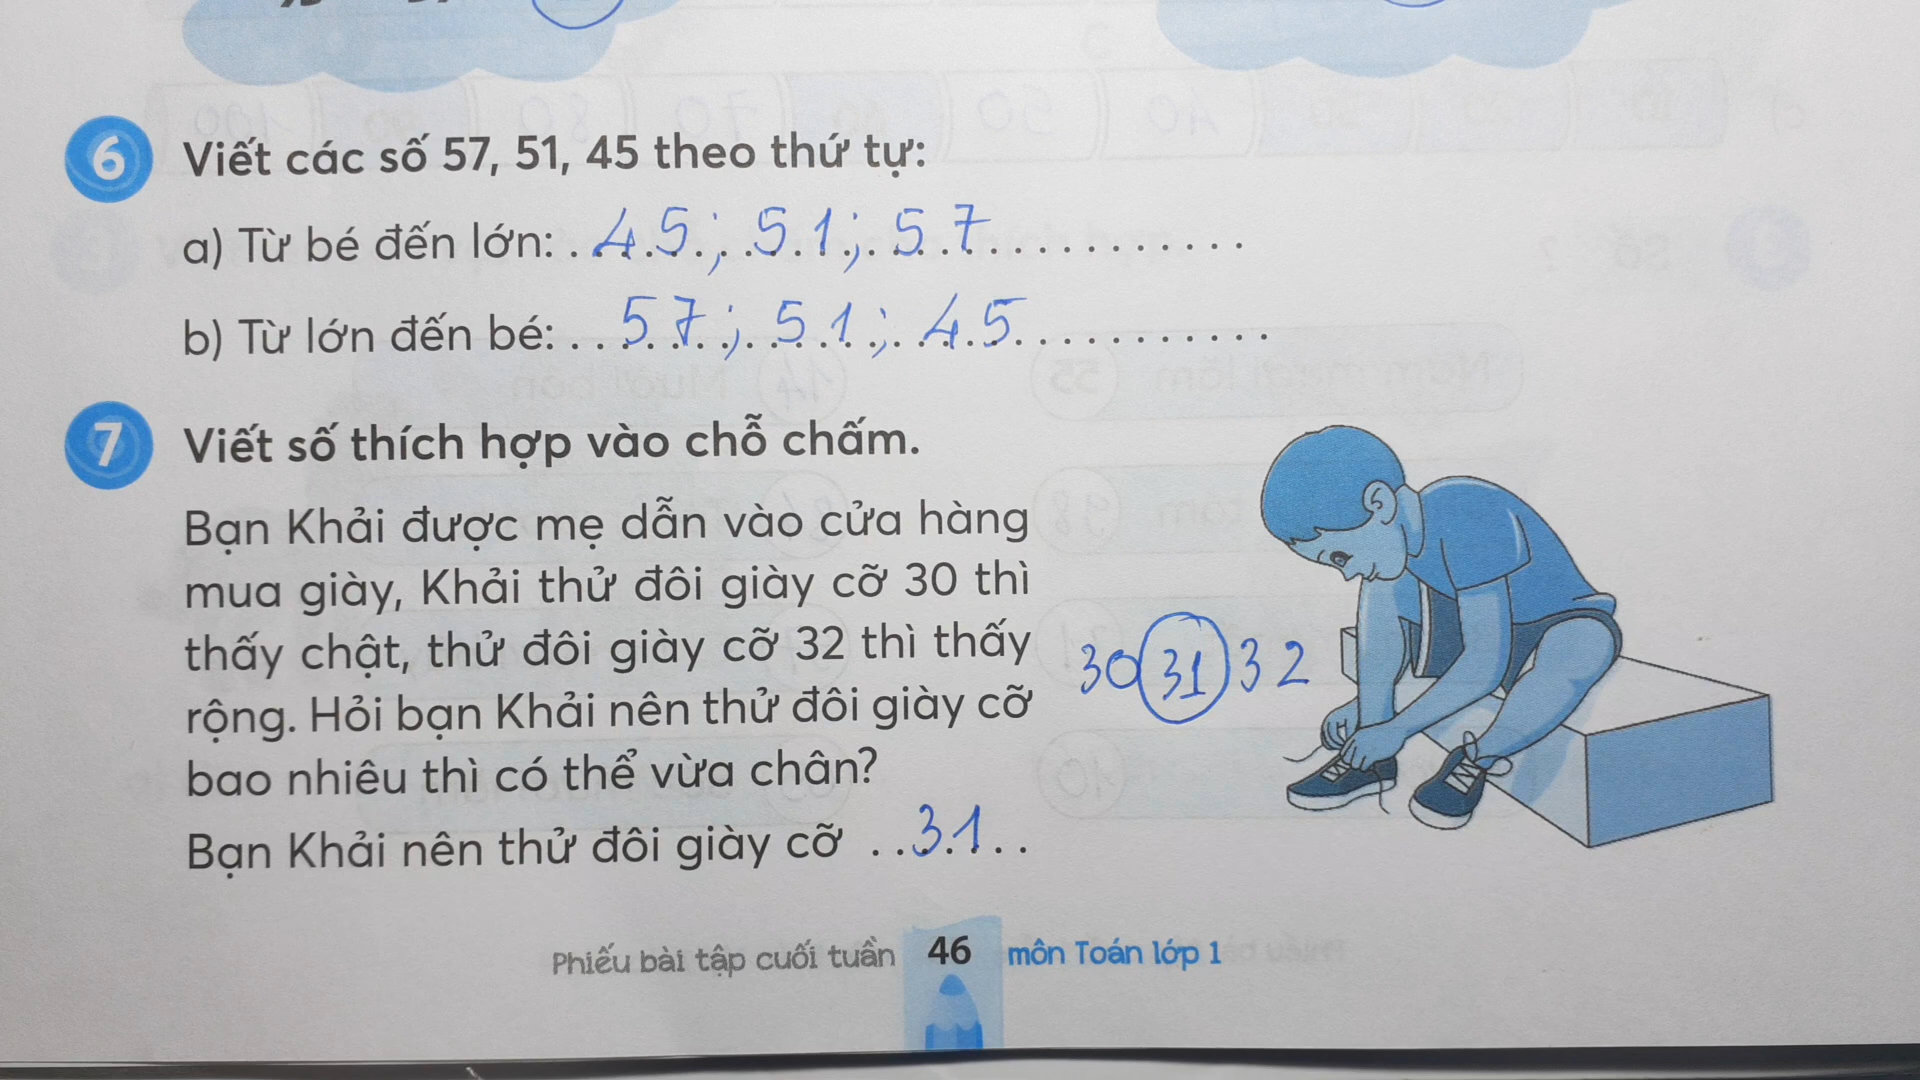 6 Viết các số 57, 51, 45 theo thứ tự:
a) Từ bé đến lớn: 45; 51; 57
b) Từ lớn đến bé: 57; 51; 45
7 Viết số thích hợp vào chỗ chấm.
Bạn Khải được mẹ dẫn vào cửa hàng
mua giày, Khải thử đôi giày cỡ 30 thì
thấy chật, thử đôi giày cỡ 32 thì thấy
rộng. Hỏi bạn Khải nên thử đôi giày cỡ
bao nhiêu thì có thể vừa chân?
30 31 32
Bạn Khải nên thử đôi giày cỡ ..31..
Phiếu bài tập cuối tuần 46 môn Toán lớp 1